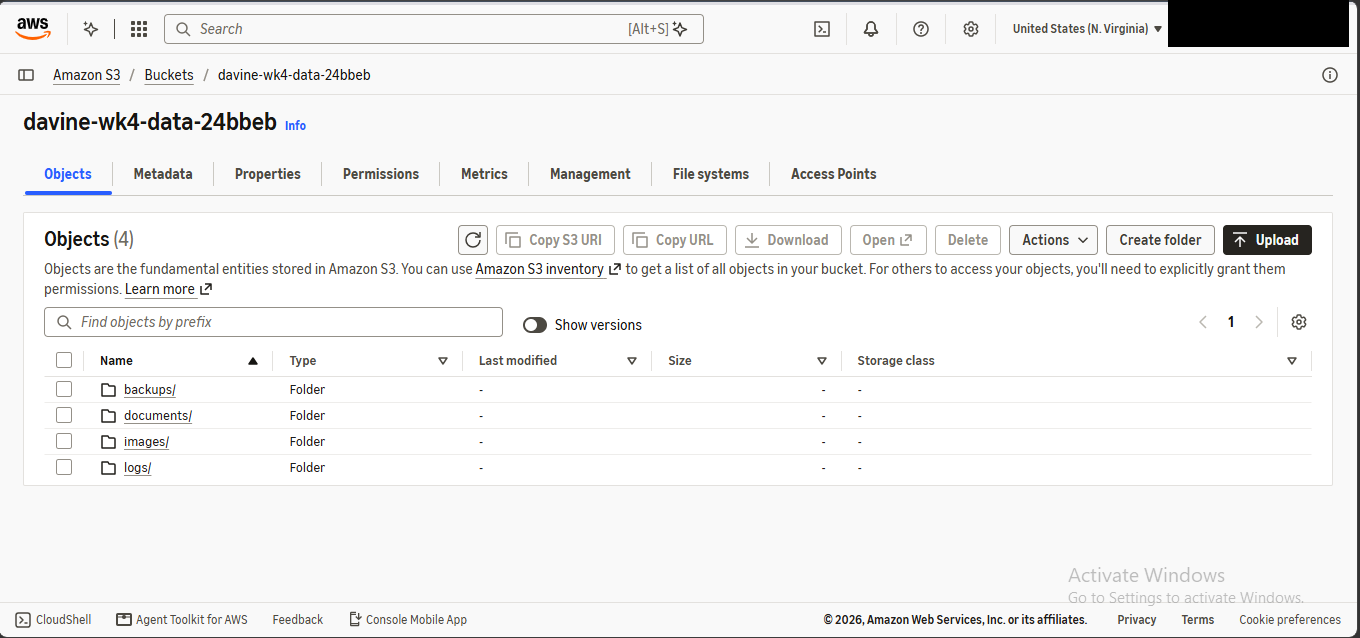 aws
Search [Alt+S]
United States (N. Virginia)
Amazon S3 / Buckets / davine-wk4-data-24bbeb
davine-wk4-data-24bbeb Info
Objects Metadata Properties Permissions Metrics Management File systems Access Points
Objects (4)
Copy S3 URI Copy URL Download Open Delete Actions Create folder Upload
Objects are the fundamental entities stored in Amazon S3. You can use Amazon S3 inventory to get a list of all objects in your bucket. For others to access your objects, you'll need to explicitly grant them
permissions. Learn more
Find objects by prefix Show versions 1
Name Type Last modified Size Storage class
backups/ Folder - - -
documents/ Folder - - -
images/ Folder - - -
logs/ Folder - - -
Activate Windows
Go to Settings to activate Windows.
CloudShell Agent Toolkit for AWS Feedback Console Mobile App © 2026, Amazon Web Services, Inc. or its affiliates. Privacy Terms Cookie preferences